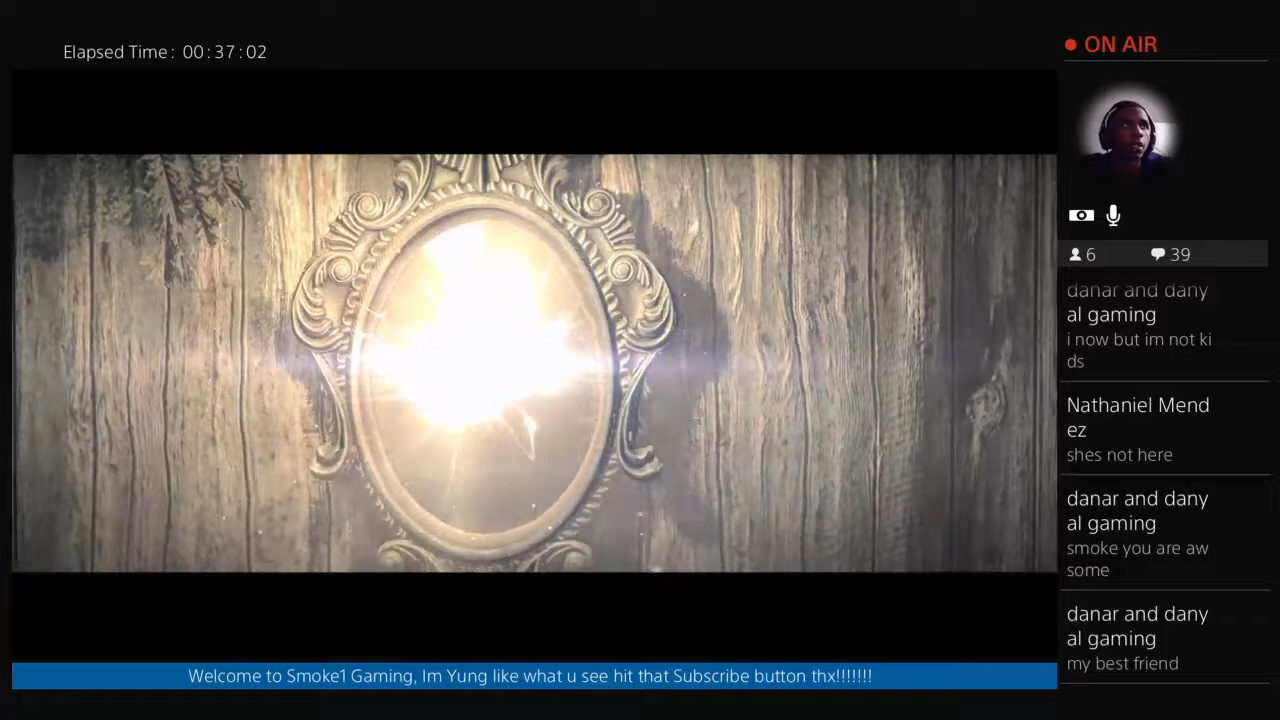 Elapsed Time: 00:37:02
ON AIR
6 39
danar and dany
al gaming
i now but im not ki
ds
Nathaniel Mend
ez
shes not here
danar and dany
al gaming
smoke you are aw
some
danar and dany
al gaming
my best friend
Welcome to Smoke1 Gaming, Im Yung like what u see hit that Subscribe button thx!!!!!!!